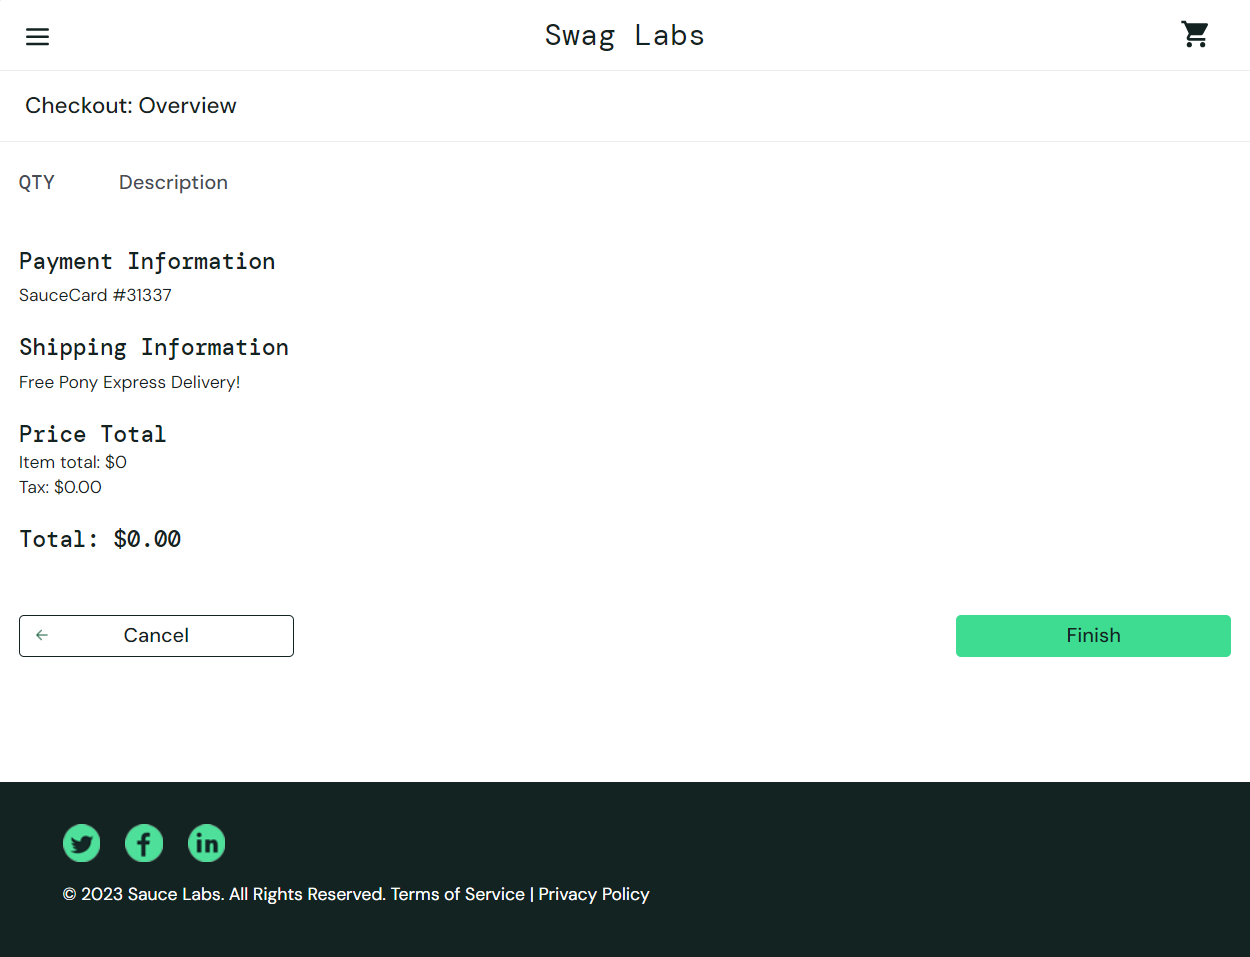 Swag Labs
Checkout: Overview
QTY Description
Payment Information
SauceCard #31337
Shipping Information
Free Pony Express Delivery!
Price Total
Item total: $0
Tax: $0.00
Total: $0.00
Cancel Finish
© 2023 Sauce Labs. All Rights Reserved. Terms of Service | Privacy Policy